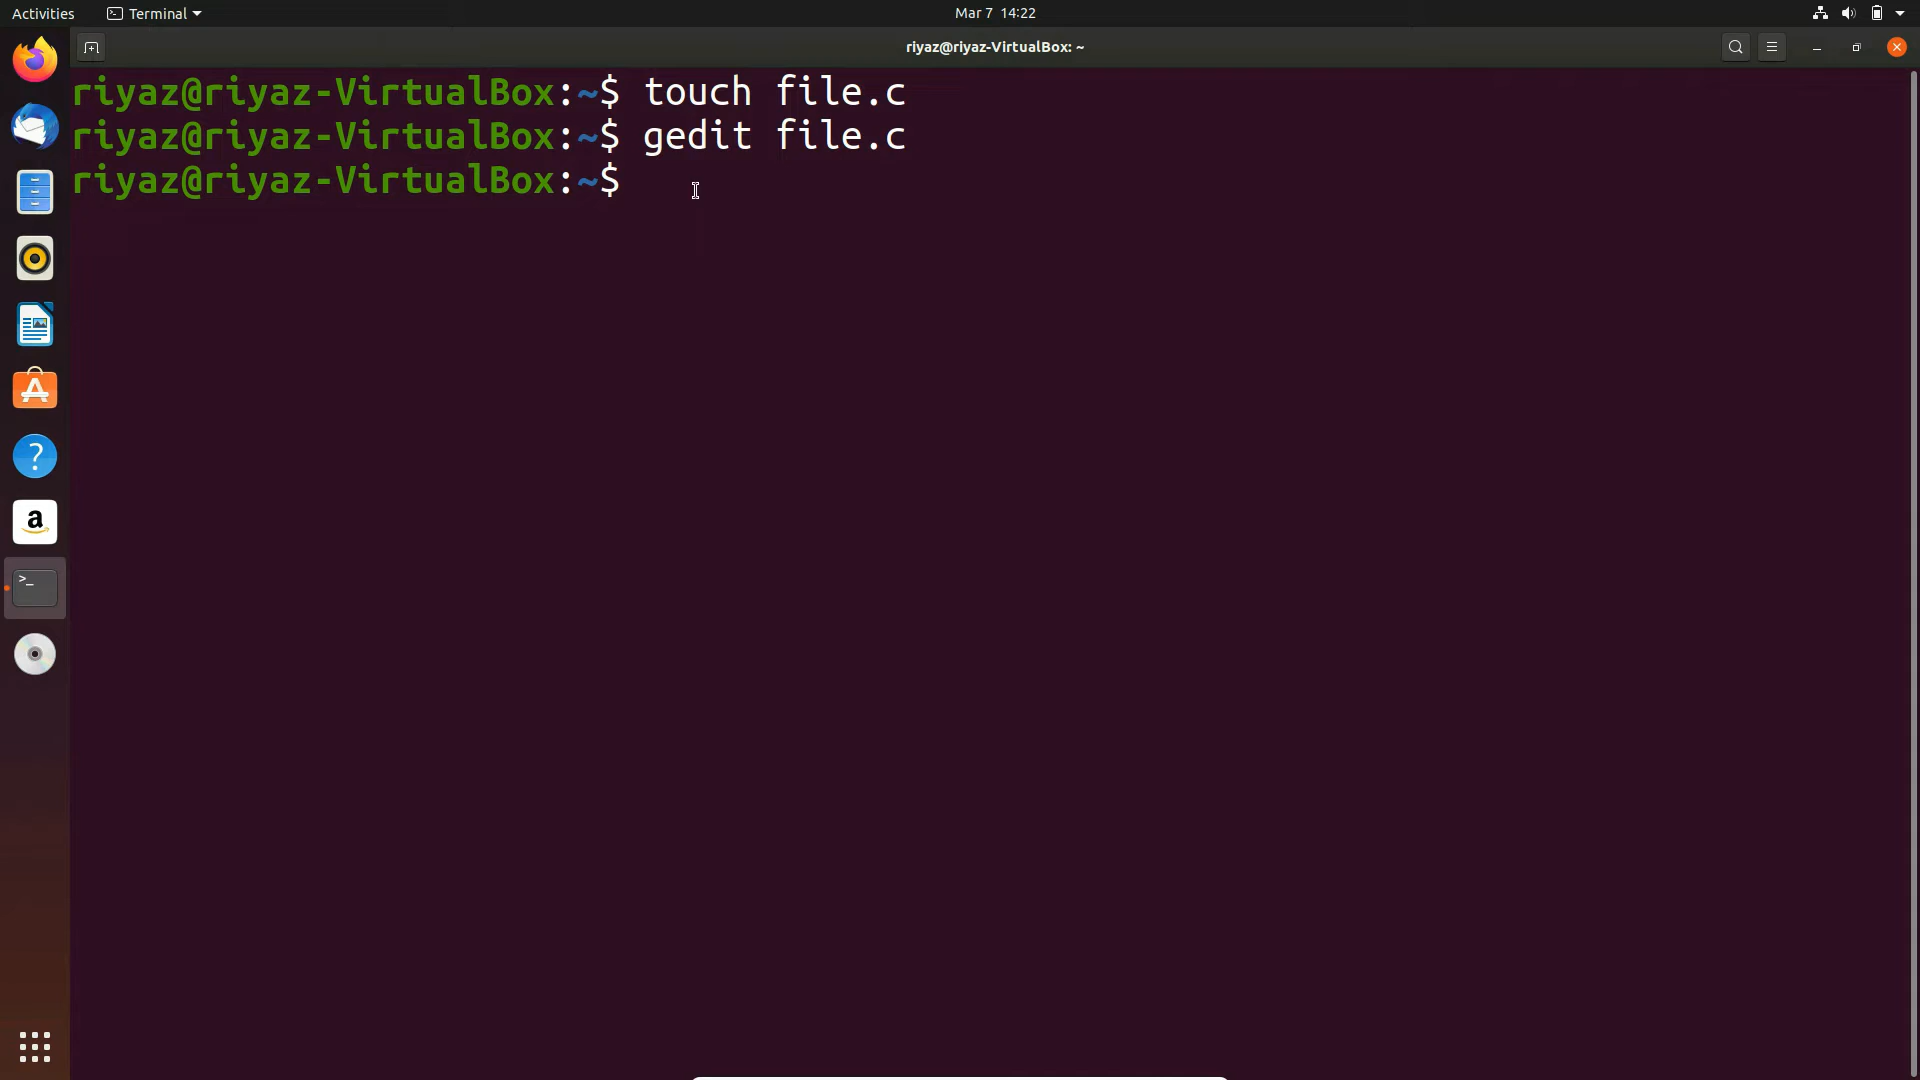 Activities Terminal Mar 7 14:22
riyaz@riyaz-VirtualBox: ~
riyaz@riyaz-VirtualBox:~$ touch file.c
riyaz@riyaz-VirtualBox:~$ gedit file.c
riyaz@riyaz-VirtualBox:~$